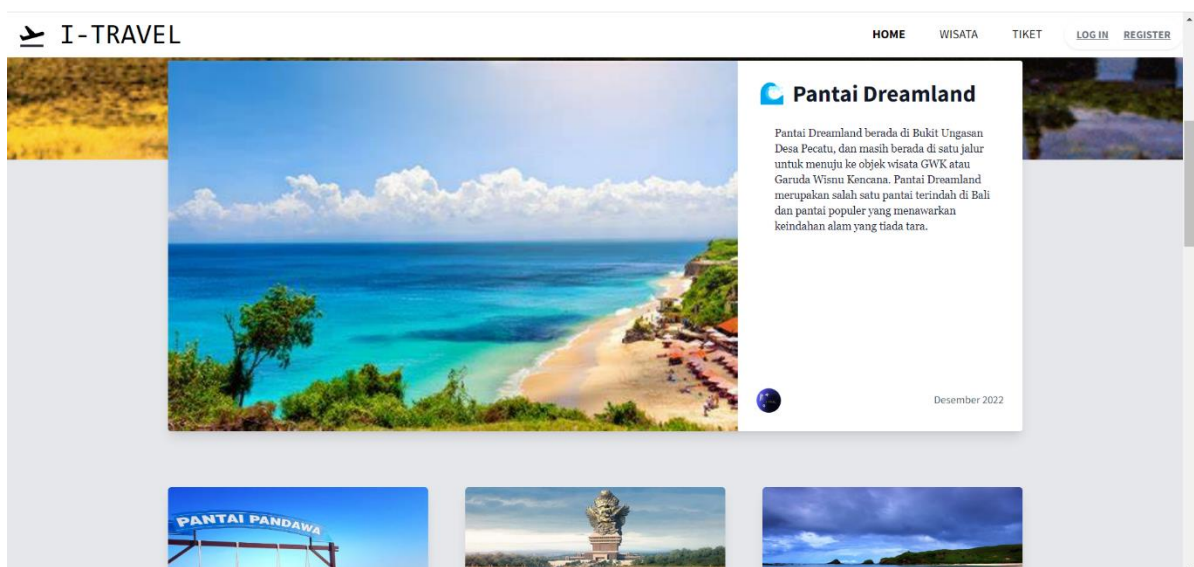 I-TRAVEL
HOME WISATA TIKET LOG IN REGISTER
Pantai Dreamland
Pantai Dreamland berada di Bukit Ungasan
Desa Pecatu, dan masih berada di satu jalur
untuk menuju ke objek wisata GWK atau
Garuda Wisnu Kencana. Pantai Dreamland
merupakan salah satu pantai terindah di Bali
dan pantai populer yang menawarkan
keindahan alam yang tiada tara.
Desember 2022
PANTAI PANDAWA